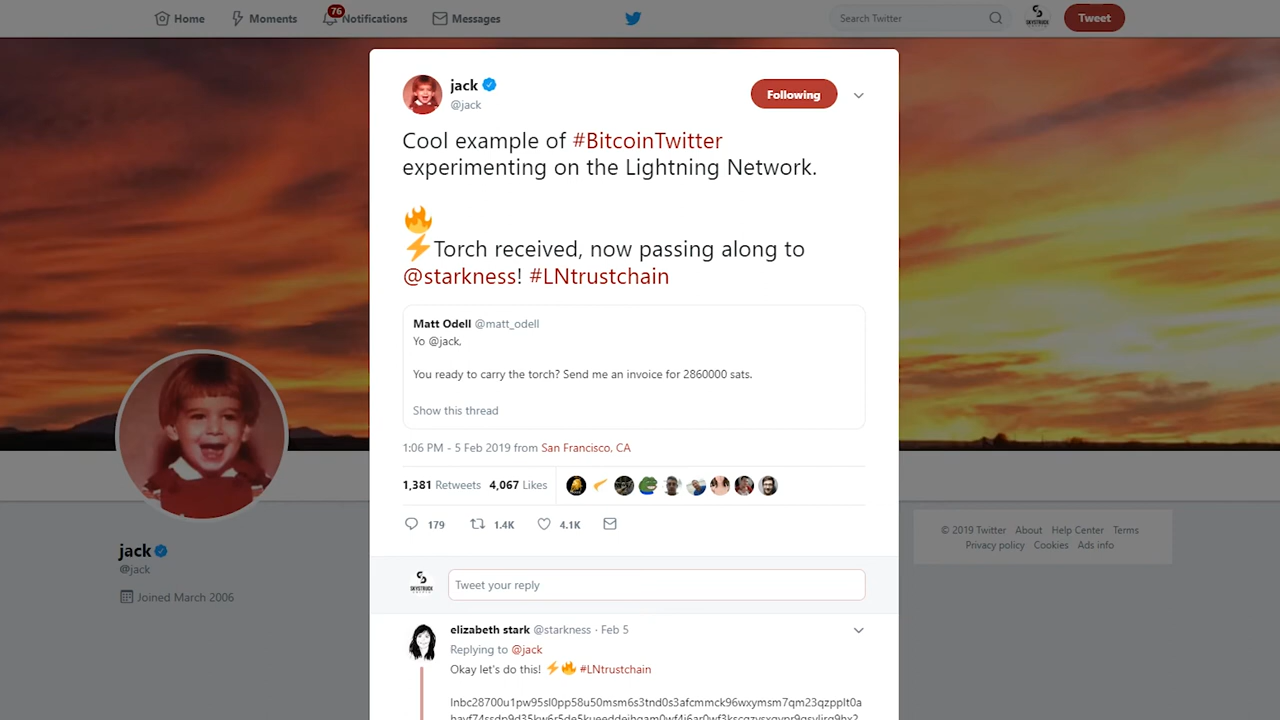 Home
Moments
76
Notifications
Messages
Search Twitter
Tweet
jack
@jack
Following
Cool example of #BitcoinTwitter
experimenting on the Lightning Network.
🔥
⚡Torch received, now passing along to
@starkness! #LNtrustchain
Matt Odell @matt_odell
Yo @jack,
You ready to carry the torch? Send me an invoice for 2860000 sats.
Show this thread
1:06 PM - 5 Feb 2019 from San Francisco, CA
1,381 Retweets 4,067 Likes
179 1.4K 4.1K
jack
@jack
Joined March 2006
© 2019 Twitter About Help Center Terms
Privacy policy Cookies Ads info
SKYSTRUCK
Tweet your reply
elizabeth stark @starkness · Feb 5
Replying to @jack
Okay let's do this! ⚡🔥 #LNtrustchain